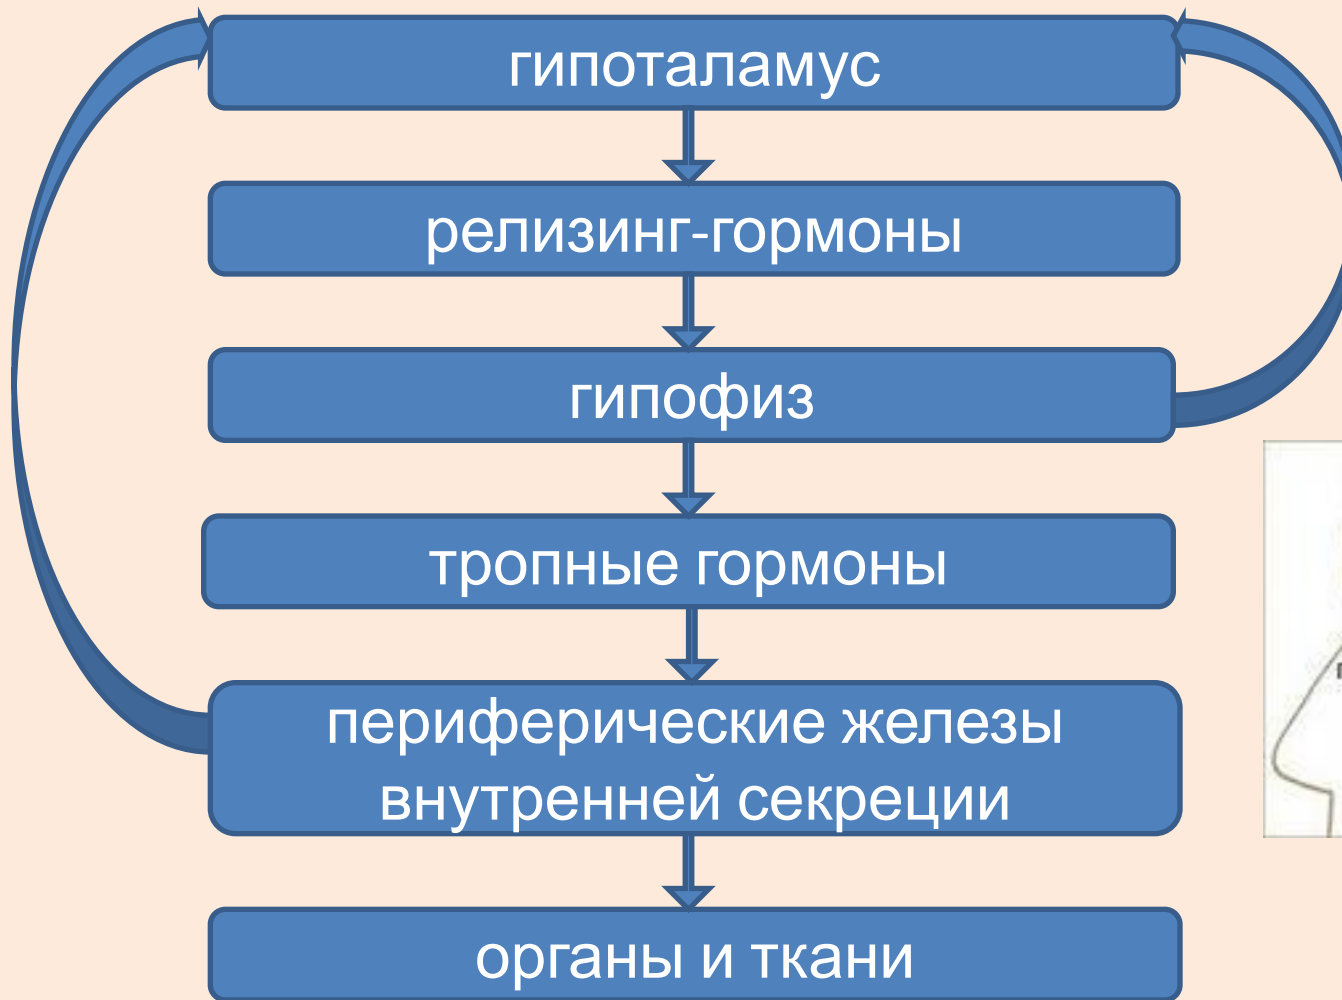 гипоталамус
релизинг-гормоны
гипофиз
тропные гормоны
периферические железы
внутренней секреции
органы и ткани